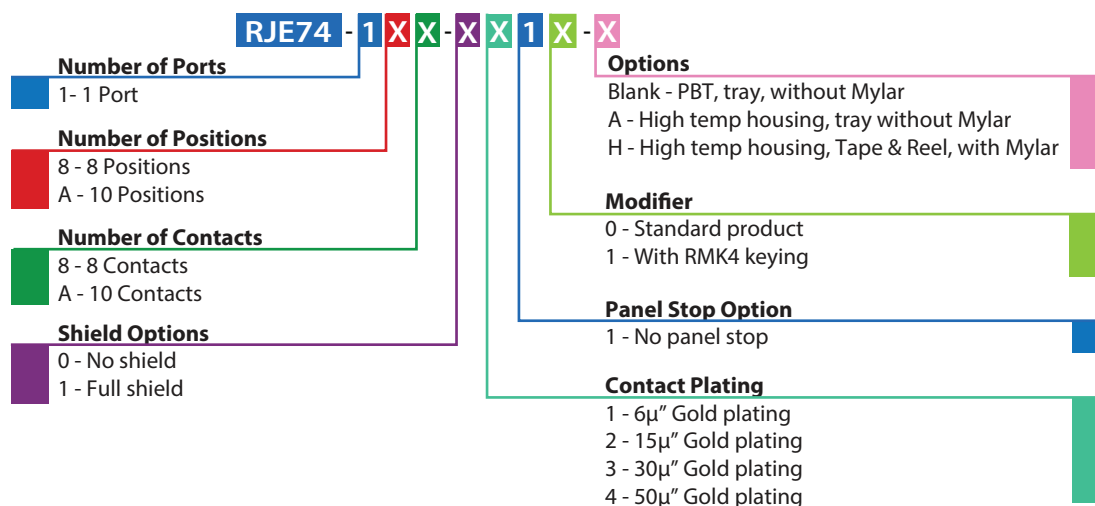 RJE74 - 1 X X - X X 1 X - X
Number of Ports
1- 1 Port
Number of Positions
8 - 8 Positions
A - 10 Positions
Number of Contacts
8 - 8 Contacts
A - 10 Contacts
Shield Options
0 - No shield
1 - Full shield
Options
Blank - PBT, tray, without Mylar
A - High temp housing, tray without Mylar
H - High temp housing, Tape & Reel, with Mylar
Modifier
0 - Standard product
1 - With RMK4 keying
Panel Stop Option
1 - No panel stop
Contact Plating
1 - 6µ” Gold plating
2 - 15µ” Gold plating
3 - 30µ” Gold plating
4 - 50µ” Gold plating